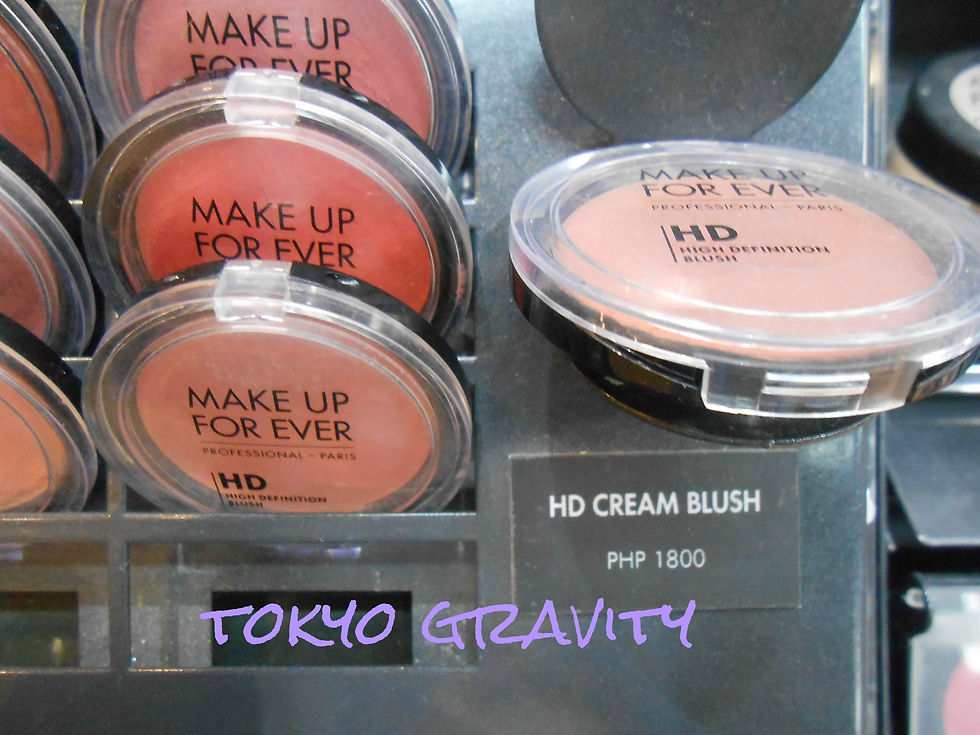 MAKE UP
FOR EVER
MAKE UP
FOR EVER
MAKE UP
FOR EVER
PROFESSIONAL – PARIS
HD
HIGH DEFINITION
BLUSH
MAKE UP
FOR EVER
PROFESSIONAL – PARIS
HD
HIGH DEFINITION
BLUSH
HD CREAM BLUSH
PHP 1800
TOKYO GRAVITY